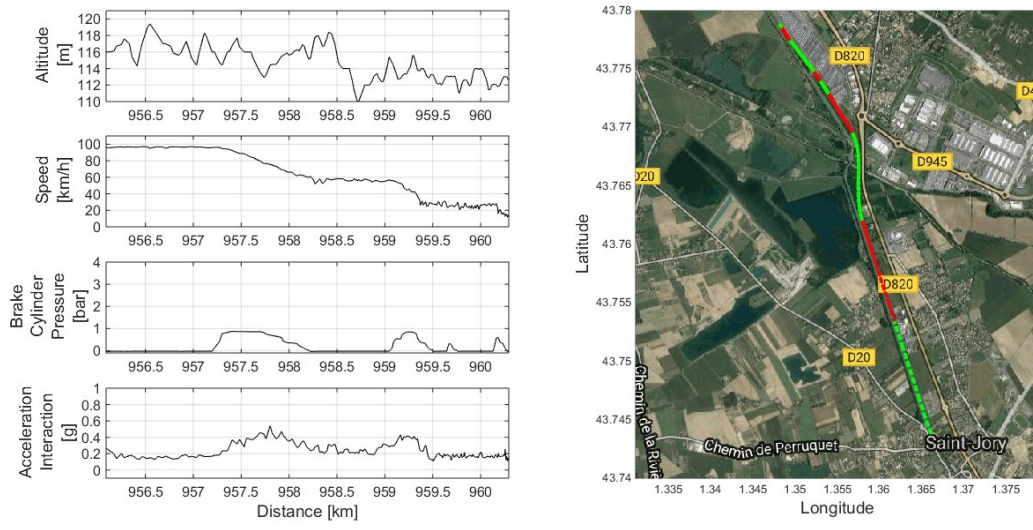 120
118
116
114
112
110
Altitude
[m]
956.5 957 957.5 958 958.5 959 959.5 960
100
80
60
40
20
0
Speed
[km/h]
956.5 957 957.5 958 958.5 959 959.5 960
4
3
2
1
0
Brake
Cylinder
Pressure
[bar]
956.5 957 957.5 958 958.5 959 959.5 960
1
0.8
0.6
0.4
0.2
0
Acceleration
Interaction
[g]
956.5 957 957.5 958 958.5 959 959.5 960
Distance [km]
43.78
43.775
43.77
43.765
43.76
43.755
43.75
43.745
43.74
Latitude
D820
D4
D945
D20
D820
D20
Chemin de la Riviè
Chemin de Perruquet
Saint-Jory
1.335 1.34 1.345 1.35 1.355 1.36 1.365 1.37 1.375
Longitude